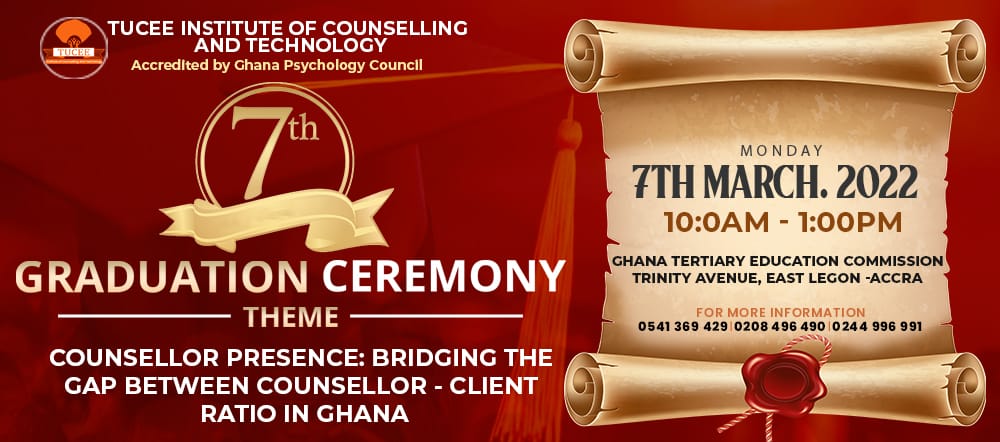 TUCEE
TUCEE INSTITUTE OF COUNSELLING
AND TECHNOLOGY
Accredited by Ghana Psychology Council
7th
GRADUATION CEREMONY
THEME
COUNSELLOR PRESENCE: BRIDGING THE
GAP BETWEEN COUNSELLOR - CLIENT
RATIO IN GHANA
MONDAY
7TH MARCH. 2022
10:0AM - 1:00PM
GHANA TERTIARY EDUCATION COMMISSION
TRINITY AVENUE, EAST LEGON -ACCRA
FOR MORE INFORMATION
0541 369 429|0208 496 490|0244 996 991